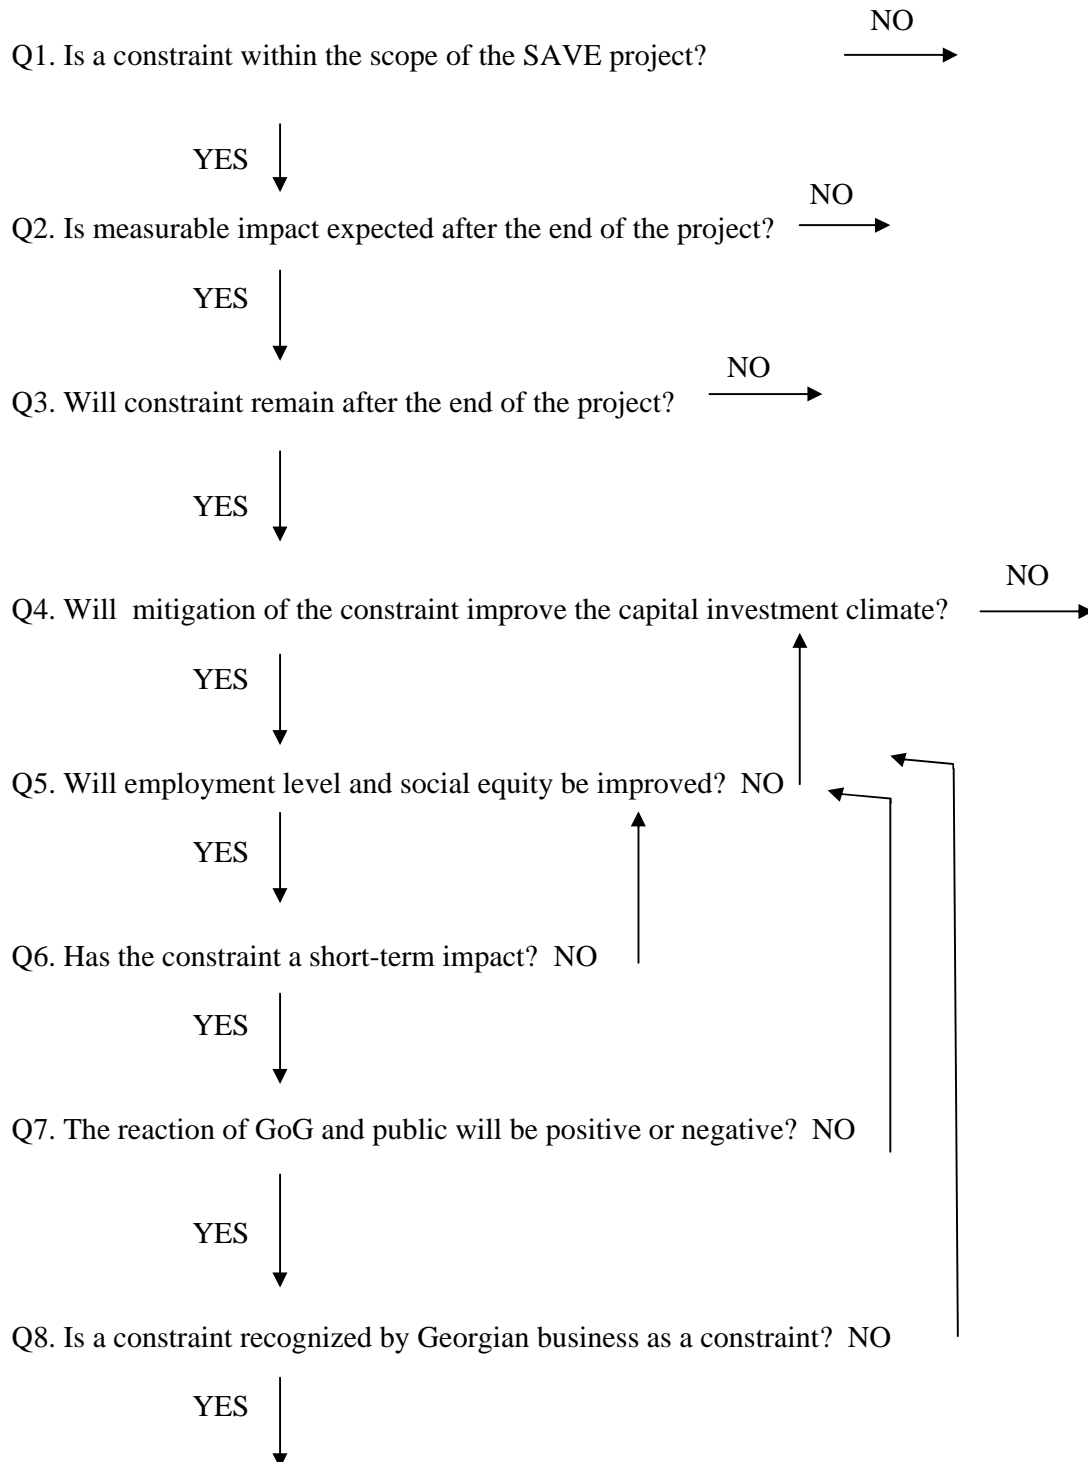 NO
Q1. Is a constraint within the scope of the SAVE project?
YES
NO
Q2. Is measurable impact expected after the end of the project?
YES
NO
Q3. Will constraint remain after the end of the project?
YES
NO
Q4. Will  mitigation of the constraint improve the capital investment climate?
YES
Q5. Will employment level and social equity be improved?  NO
YES
Q6. Has the constraint a short-term impact?  NO
YES
Q7. The reaction of GoG and public will be positive or negative?  NO
YES
Q8. Is a constraint recognized by Georgian business as a constraint?  NO
YES